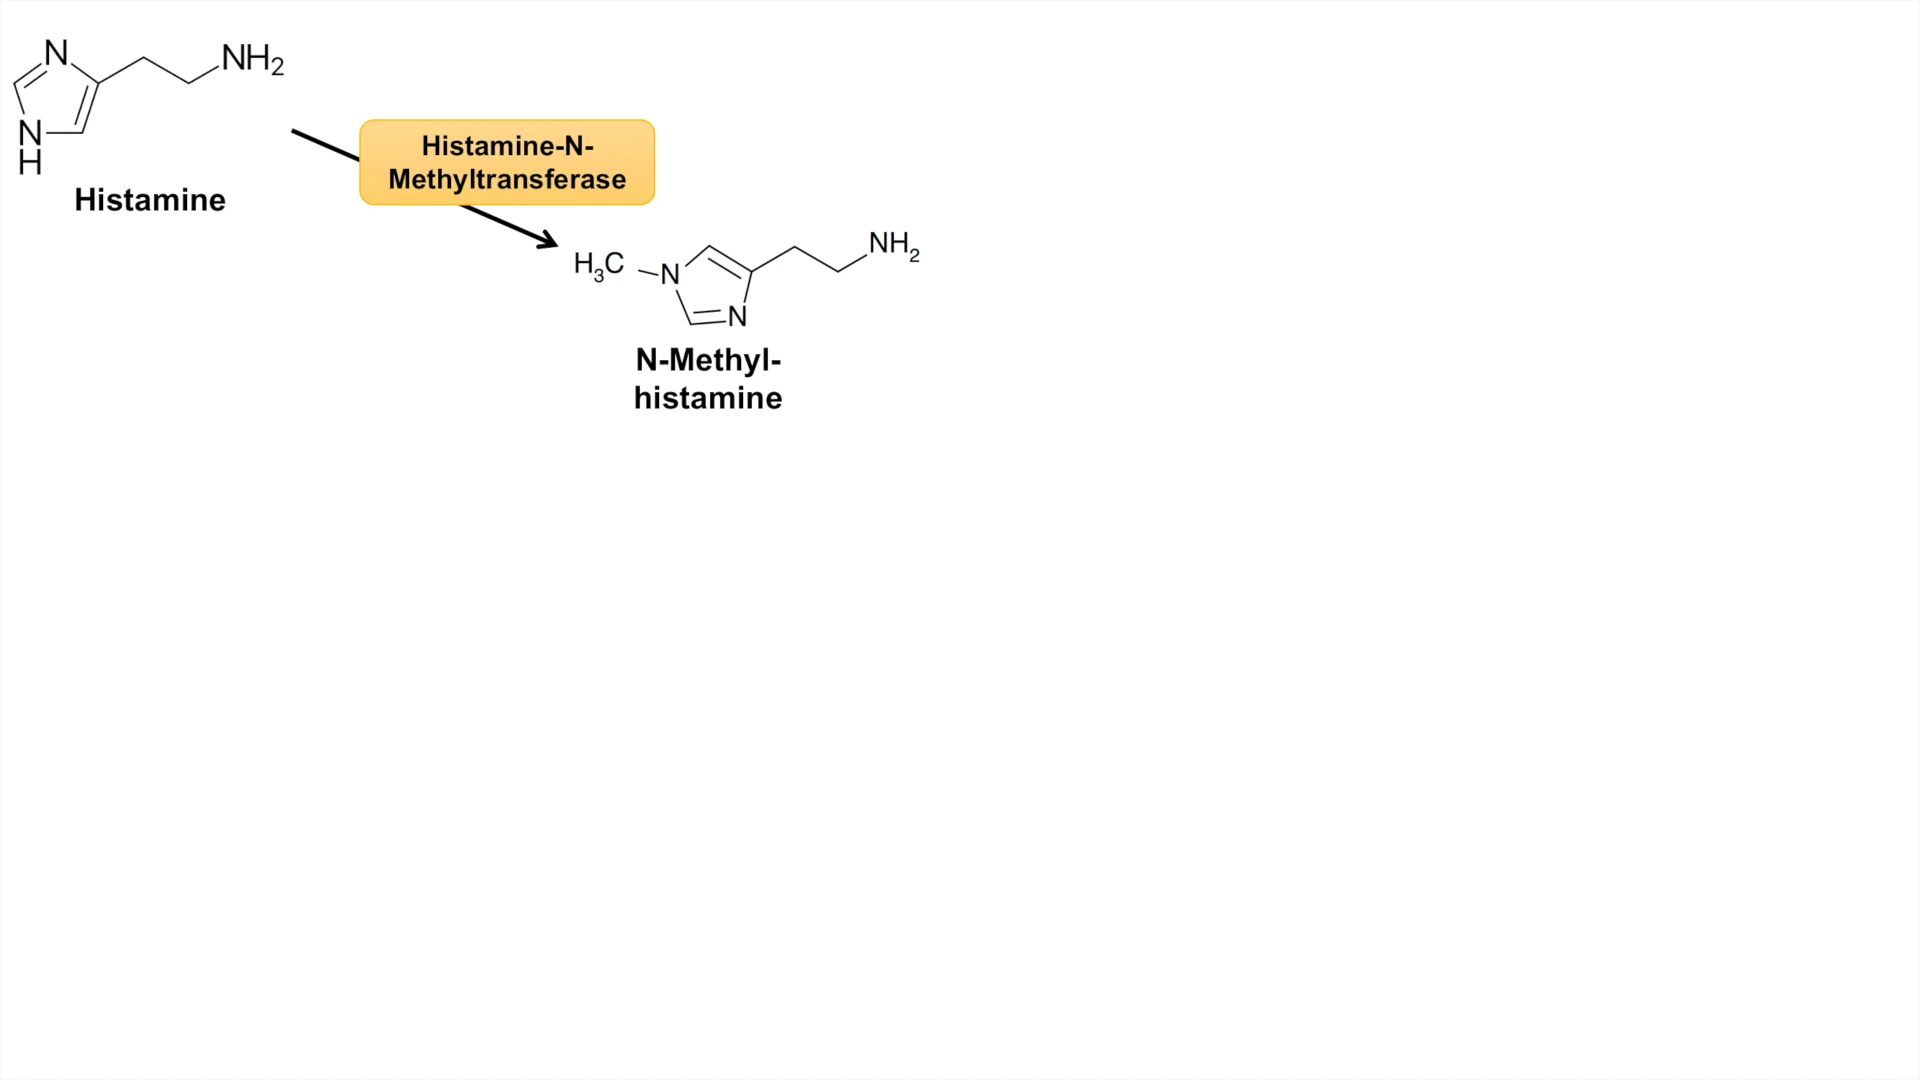 N
NH2
N
H
Histamine
Histamine-N-
Methyltransferase
H3C
N
NH2
N
N-Methyl-
histamine